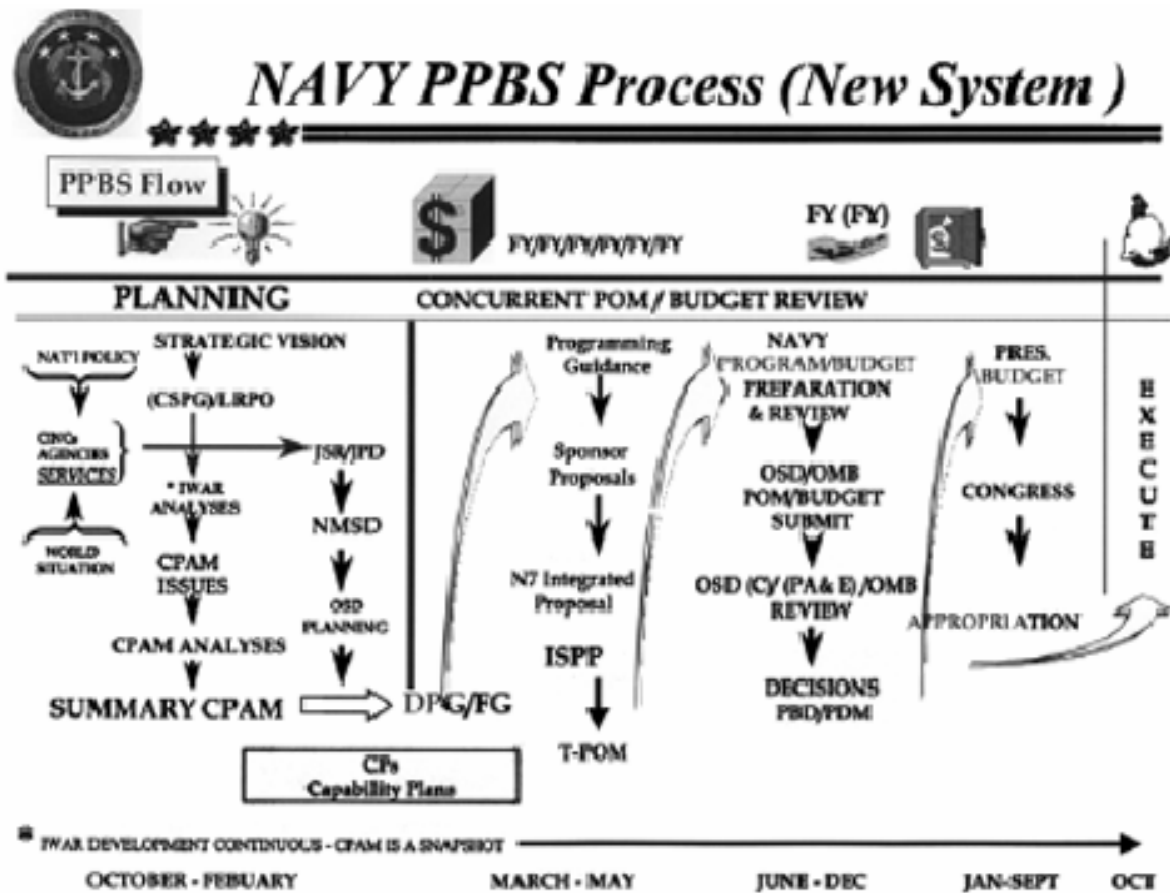 NAVY PPBS Process (New System )
PPBS Flow
$
FY/FY/FY/FY/FY/FY
FY (FY)
PLANNING
CONCURRENT POM/ BUDGET REVIEW
NAT'l POLICY
CINCs
AGENCIES
SERVICES
WORLD
SITUATION
STRATEGIC VISION
(CSPG)/LRPO
* IWAR
ANALYSES
CPAM
ISSUES
CPAM ANALYSES
SUMMARY CPAM
JSR/JPD
NMSD
OSD
PLANNING
DPG/FG
CPs
Capability Plans
Programming
Guidance
Sponsor
Proposals
N7 Integrated
Proposal
ISPP
T-POM
NAVY
PROGRAM/BUDGET
PREPARATION
& REVIEW
OSD/OMB
POM/BUDGET
SUBMIT
OSD (C)/ (PA& E) /OMB
REVIEW
DECISIONS
PBD/PDM
PRES.
BUDGET
CONGRESS
APPROPRIATION
EXECUTE
* IWAR DEVELOPMENT CONTINUOUS - CPAM IS A SNAPSHOT
OCTOBER - FEBUARY
MARCH - MAY
JUNE - DEC
JAN-SEPT
OCT